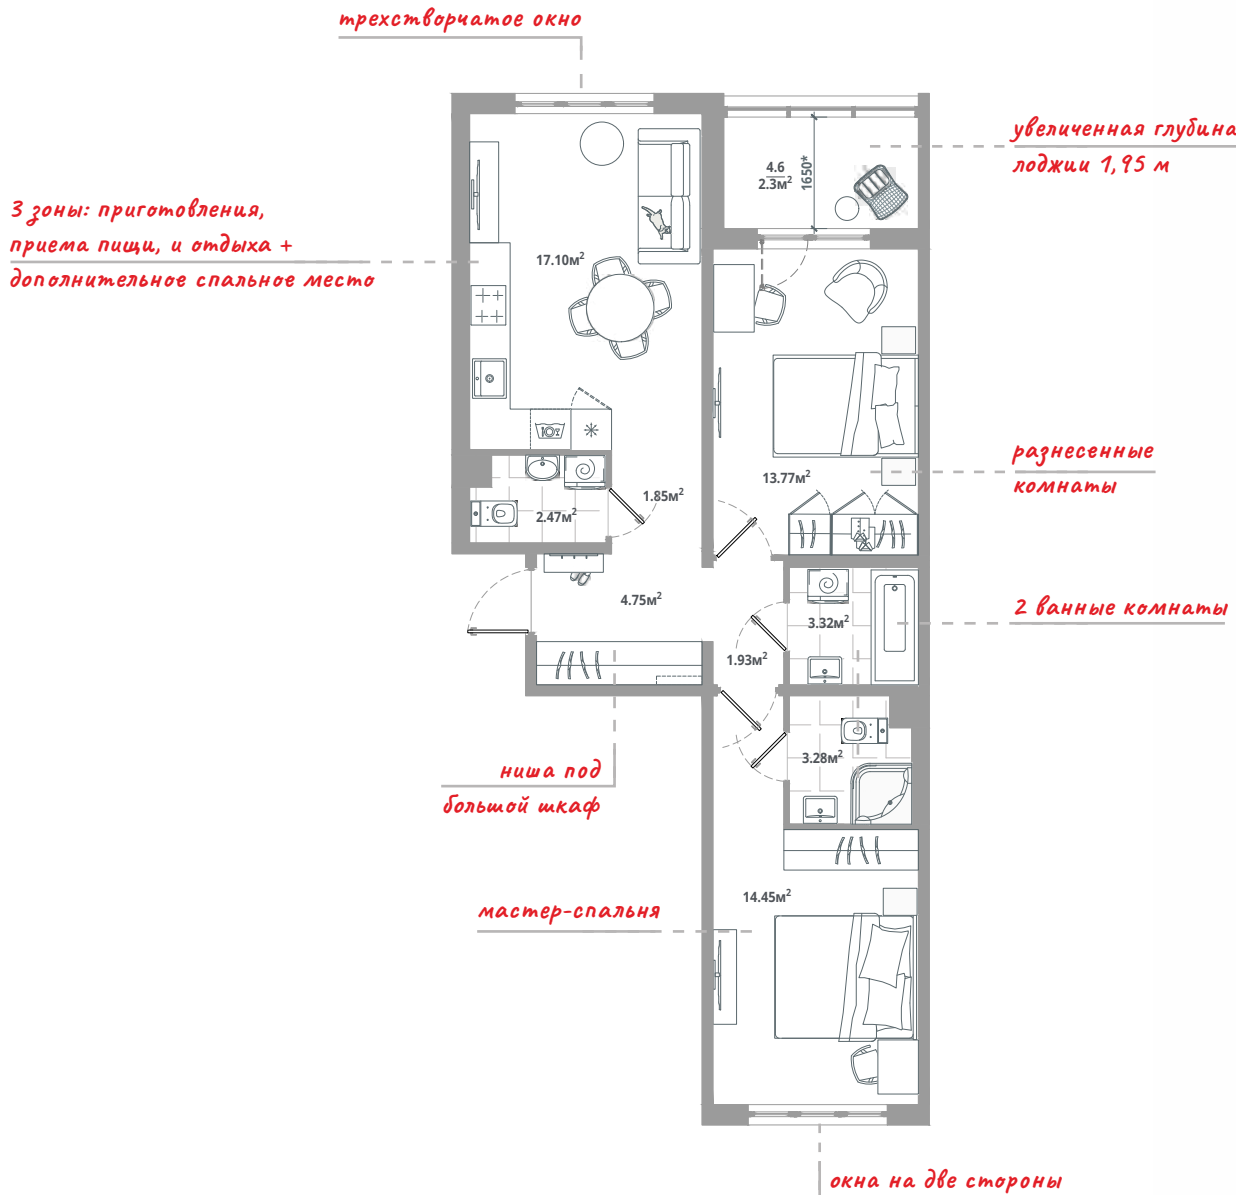 трехстворчатое окно
увеличенная глубина
лоджии 1,95 м
4.6
2.3м²
1650*
3 зоны: приготовления,
приема пищи, и отдыха +
дополнительное спальное место
17.10м²
разнесенные
комнаты
13.77м²
1.85м²
2.47м²
4.75м²
2 ванные комнаты
3.32м²
1.93м²
3.28м²
ниша под
большой шкаф
14.45м²
мастер-спальня
окна на две стороны